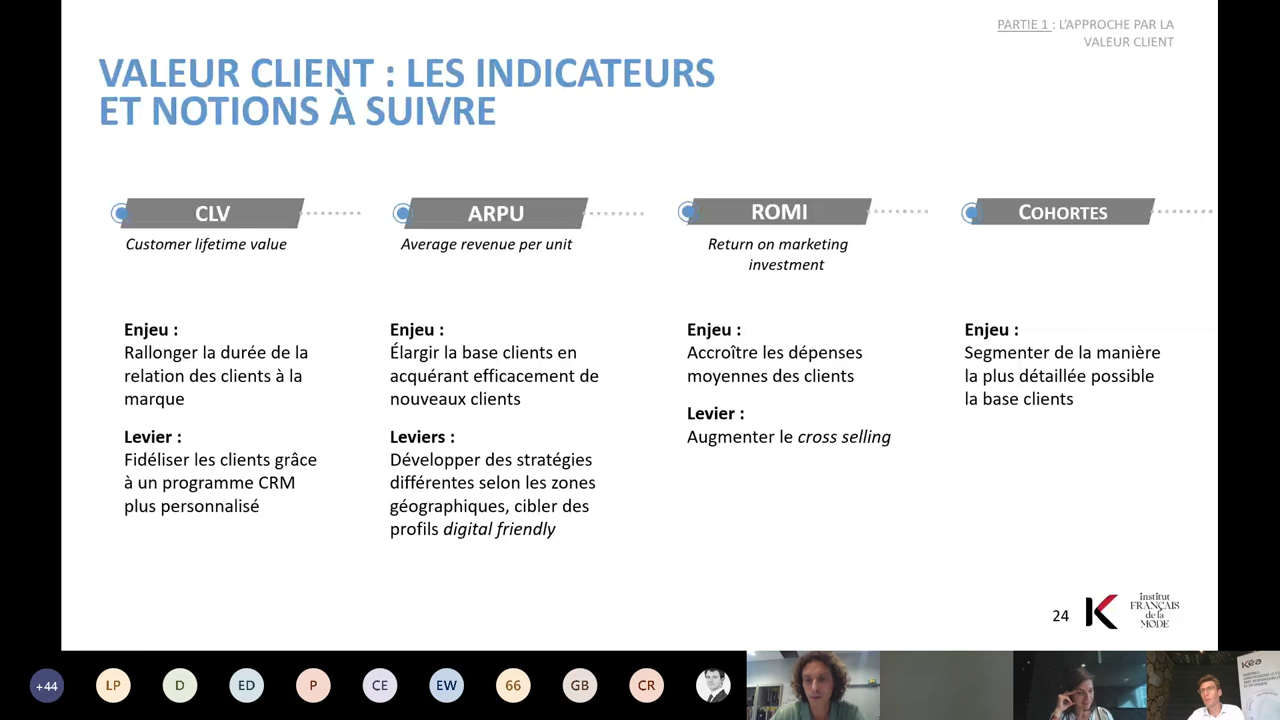 PARTIE 1 : L'APPROCHE PAR LA
VALEUR CLIENT
VALEUR CLIENT : LES INDICATEURS
ET NOTIONS À SUIVRE
CLV
Customer lifetime value
Enjeu :
Rallonger la durée de la
relation des clients à la
marque
Levier :
Fidéliser les clients grâce
à un programme CRM
plus personnalisé
ARPU
Average revenue per unit
Enjeu :
Élargir la base clients en
acquérant efficacement de
nouveaux clients
Leviers :
Développer des stratégies
différentes selon les zones
géographiques, cibler des
profils digital friendly
ROMI
Return on marketing
investment
Enjeu :
Accroître les dépenses
moyennes des clients
Levier :
Augmenter le cross selling
COHORTES
Enjeu :
Segmenter de la manière
la plus détaillée possible
la base clients
24
Institut
FRANÇAIS
de la
MODE
+44
LP
D
ED
P
CE
EW
66
GB
CR
Kéa